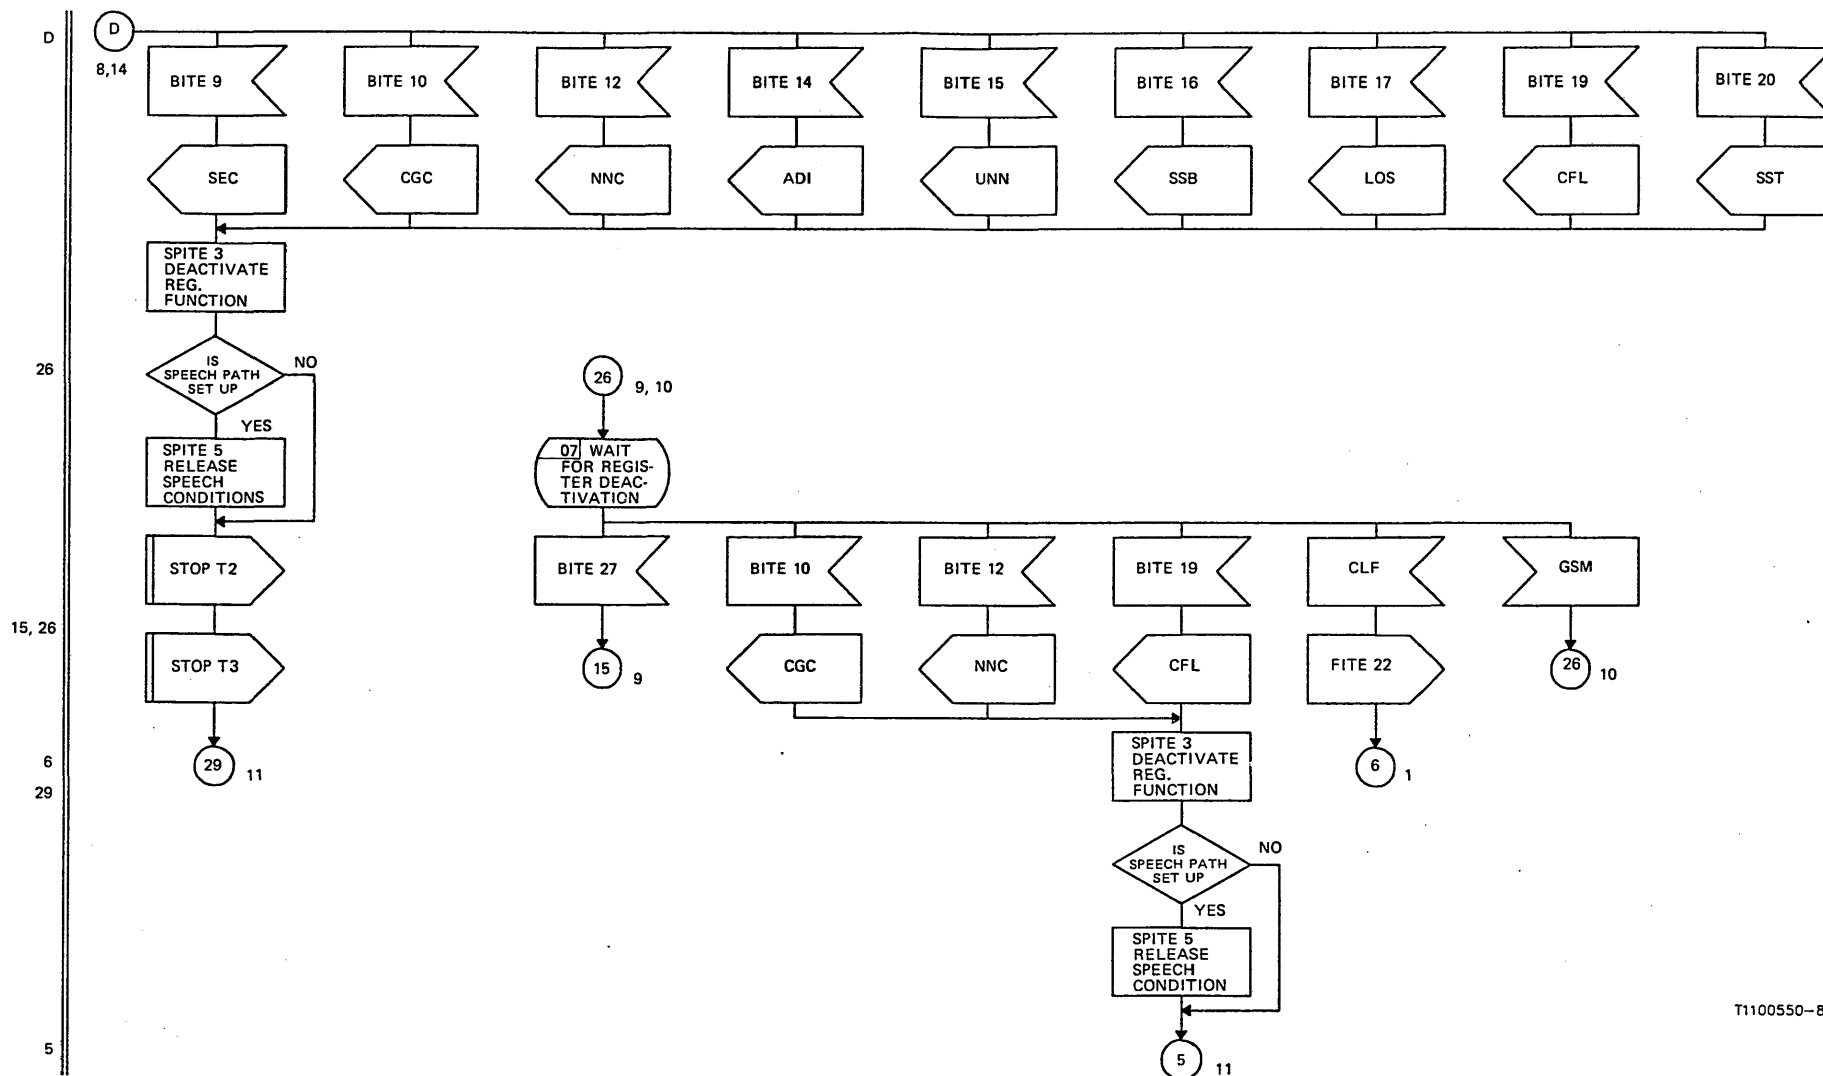 D
D
8,14
BITE 9
BITE 10
BITE 12
BITE 14
BITE 15
BITE 16
BITE 17
BITE 19
BITE 20
SEC
CGC
NNC
ADI
UNN
SSB
LOS
CFL
SST
SPITE 3
DEACTIVATE
REG.
FUNCTION
26
IS
SPEECH PATH
SET UP
NO
YES
SPITE 5
RELEASE
SPEECH
CONDITIONS
STOP T2
15, 26
STOP T3
6
29
29
11
26
9, 10
07 WAIT
FOR REGIS-
TER DEAC-
TIVATION
BITE 27
BITE 10
BITE 12
BITE 19
CLF
GSM
15
9
CGC
NNC
CFL
FITE 22
26
10
SPITE 3
DEACTIVATE
REG.
FUNCTION
6
1
IS
SPEECH PATH
SET UP
NO
YES
SPITE 5
RELEASE
SPEECH
CONDITION
T1100550-8
5
5
11